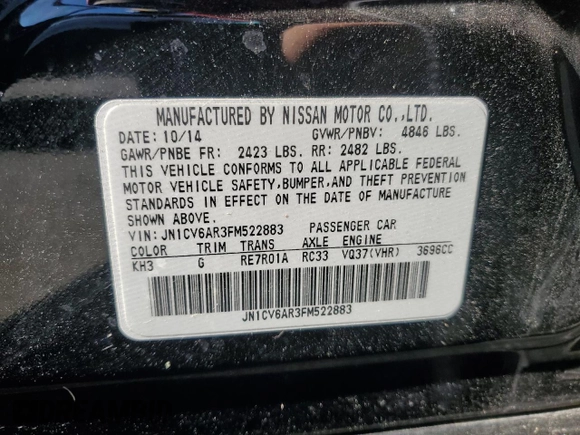 MANUFACTURED BY NISSAN MOTOR CO.,LTD.
DATE: 10/14 GVWR/PNBV: 4846 LBS.
GAWR/PNBE FR: 2423 LBS. RR: 2482 LBS.
THIS VEHICLE CONFORMS TO ALL APPLICABLE FEDERAL
MOTOR VEHICLE SAFETY,BUMPER,AND THEFT PREVENTION
STANDARDS IN EFFECT ON THE DATE OF MANUFACTURE
SHOWN ABOVE.
VIN: JN1CV6AR3FM522883 PASSENGER CAR
COLOR TRIM TRANS AXLE ENGINE
KH3 G RE7R01A RC33 VQ37(VHR) 3696CC
JN1CV6AR3FM522883